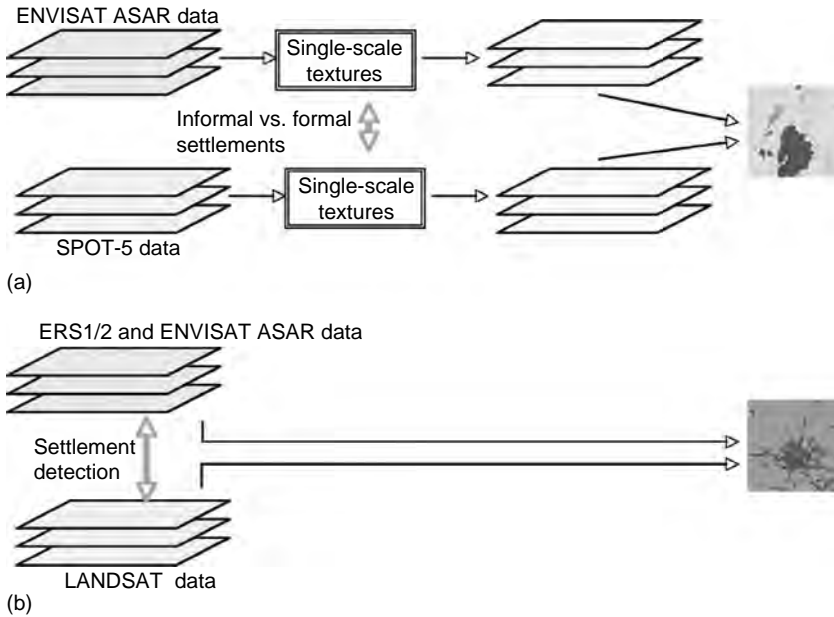 ENVISAT ASAR data
Single-scale
textures
Informal vs. formal
settlements
Single-scale
textures
SPOT-5 data
(a)
ERS1/2 and ENVISAT ASAR data
Settlement
detection
LANDSAT data
(b)